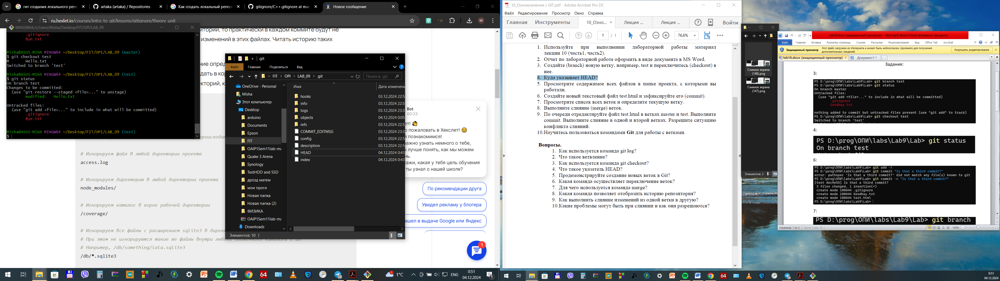 гит создания локального репо
artaka (artaka) / Repositories
Как создать локальный репоз
gitignore/C++.gitignore at mai
Новое сообщение
ru.hexlet.io/courses/intro_to_git/lessons/gitignore/theory_unit
MINGW64:/c/Users/Misha/Desktop/FIT/OPI/LAB_09
.gitignore
Bye.txt
Misha@ASUS-MIHA MINGW64 ~/Desktop/FIT/OPI/LAB_09 (master)
$ git checkout test
M Hello.txt
Switched to branch 'test'
Misha@ASUS-MIHA MINGW64 ~/Desktop/FIT/OPI/LAB_09 (test)
$ git status
On branch test
Changes to be committed:
(use "git restore --staged <file>..." to unstage)
modified: Hello.txt
Untracked files:
(use "git add <file>..." to include in what will be committed)
.gitignore
Bye.txt
Misha@ASUS-MIHA MINGW64 ~/Desktop/FIT/OPI/LAB_09 (test)
$
итории, то практически в каждом коммите будут не
изменений в этих файлах. Читать историю таких
ние опред
дать в кор
екторий, к
происходит
# Игнорируем файл в любой директории проекта
access.log
# Игнорируем директорию в любой директории проекта
node_modules/
# Игнорируем каталог в корне рабочей директории
/coverage/
# Игнорируем все файлы с расширением sqlite3 в директ
# При этом не игнорируются такие же файлы внутри любого вложенного каталога в db
# Например, /db/something/lala.sqlite3
/db/*.sqlite3
.git
Файл Главная Поделиться Вид
« FIT > OPI > LAB_09 > .git
Поиск в: .git
OneDrive - Personal
Misha
Этот компьютер
Desktop
arduino
Documents
Epson
FIT
OAIP1Sem11lab-ma
Quake 3 Arena
Synology
TestHDD and SSD
дрозд матем
мои проги
Новая папка
Новая папка (2)
ФИЗИКА
OAIP1Sem11lab-ma
Downloads
Имя Дата изменени
hooks 03.12.2024 22:5
info 03.12.2024 22:5
logs 03.12.2024 23:3
objects 04.12.2024 0:05
refs 03.12.2024 22:5
COMMIT_EDITMSG 03.12.2024 23:3
config 03.12.2024 22:5
description 03.12.2024 22:5
HEAD 04.12.2024 0:43
index 04.12.2024 0:43
Элементов: 10
Bot
00:23
ет! 👋
о пожаловать в Хекслет! 😊
й познакомимся!
важно узнать немного о тебе,
ы лучше понять, как мы можем
чь.
кажи, какая у тебя цель обучения
ты узнал о нашей школе?
По рекомендации друга
Увидел рекламу у блогера
ашел в выдаче Google или Яндекс
1
1°C
ENG
0:51
04.12.2024
10_Ознокомление с GIT.pdf - Adobe Acrobat Pro DC
Файл Редактирование Просмотр Окно Справка
Главная Инструменты 10_Озно... Лекция ... Лекция ... Войти
1 / 1 76,6%
1. Используйте при выполнении лабораторной работы материал
лекции 10 (часть1, часть2).
2. Отчет по лабораторной работе оформить в виде документа в MS Word.
3. Создайте (branch) новую ветку, например, test и переключитесь (checkout) в
нее.
4. Куда указывает HEAD?
5. Просмотрите содержимое всех файлов в папке проекта, с которыми вы
работали.
6. Создайте новый текстовый файл test.html и зафиксируйте его (commit).
7. Просмотрите список всех веток и определите текущую ветку.
8. Выполните слияние (merge) веток.
9. По очереди отредактируйте файл test.html в ветках master и test. Выполните
commit. Выполните слияние в одной и второй ветках. Разрешите ситуацию
конфликта слияний.
10.Научитесь пользоваться командами Git для работы с ветками.
Вопросы.
1. Как используется команда git log?
2. Что такое ветвление?
3. Как используется команда git checkout?
4. Что такое указатель HEAD?
5. Продемонстрируйте создание новых веток в Git?
6. Какая команда осуществляет переключение веток?
7. Для чего используется команда merge?
8. Какая команда позволяет отобразить историю репозитория?
9. Как выполнить слияние изменений из одной ветки в другую?
10.Какие проблемы могут быть при слиянии и как они разрешаются?
Снимок экрана
(148).png
Снимок экрана
(147).png
Элементов: 2
lab10.docx (защищенный просмотр) - Microsoft Word (Сбой активации продукта)
Файл Главная Вставка Разметка страницы Ссылки Рассылки Рецензирование Вид Office Tab Acrobat
Защищенный просмотр
Этот файл загружен из Интернета и может быть небезопасен. Щелкните для получения
дополнительных сведений.
Разрешить редактирование
lab10.docx (защищенный просмотр)
Документ1 *
Задания:
3:
PS D:\prog\ОПИ\labs\Lab9\Lab> git branch test
PS D:\prog\ОПИ\labs\Lab9\Lab> git status
On branch master
Untracked files:
(use "git add <file>..." to include in what will be committed)
.gitignore
Goodbay.txt
nothing added to commit but untracked files present (use "git add" to track)
PS D:\prog\ОПИ\labs\Lab9\Lab> git checkout test
Switched to branch 'test'
4:
PS D:\prog\ОПИ\labs\Lab9\Lab> git status
On branch test
6:
PS D:\prog\ОПИ\labs\Lab9\Lab> git add -A
PS D:\prog\ОПИ\labs\Lab9\Lab> git commit "Is that a third commit?"
error: pathspec 'Is that a third commit?' did not match any file(s) known to git
PS D:\prog\ОПИ\labs\Lab9\Lab> git commit -m "Is that a third commit?"
[test dec9e55] Is that a third commit?
3 files changed, 1 insertion(+)
create mode 100644 .gitignore
create mode 100644 Goodbay.txt
create mode 100644 test.html
PS D:\prog\ОПИ\labs\Lab9\Lab>
7:
PS D:\prog\ОПИ\labs\Lab9\Lab> git branch
Страница: 1 из 2
Число слов: 10
100%
0:51
04.12.2024